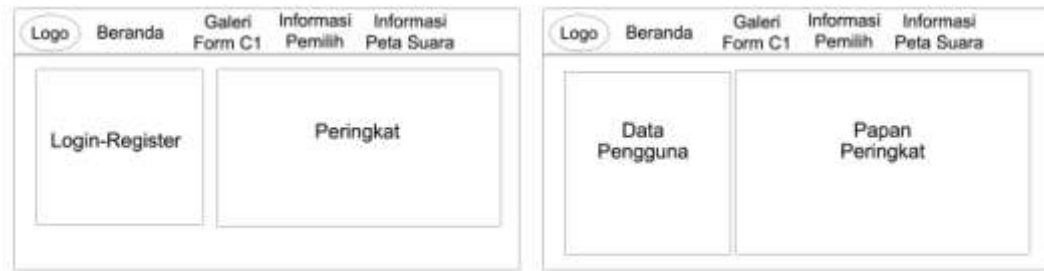 Logo
Beranda
Galeri
Form C1
Informasi
Pemilih
Informasi
Peta Suara
Login-Register
Peringkat
Logo
Beranda
Galeri
Form C1
Informasi
Pemilih
Informasi
Peta Suara
Data
Pengguna
Papan
Peringkat